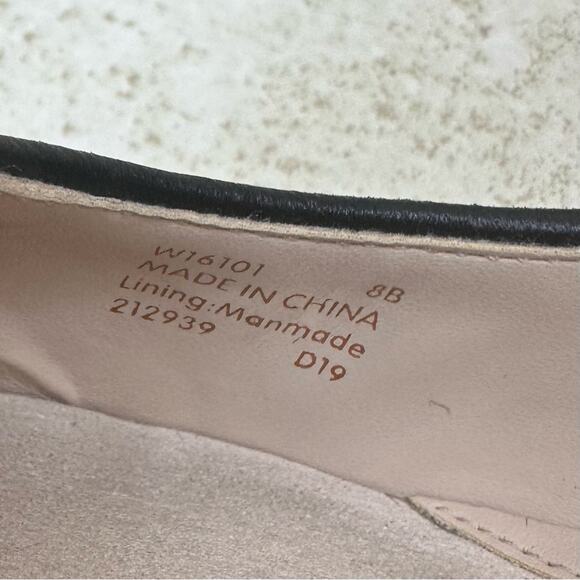 W16101 8B
MADE IN CHINA
Lining:Manmade
212939 D19